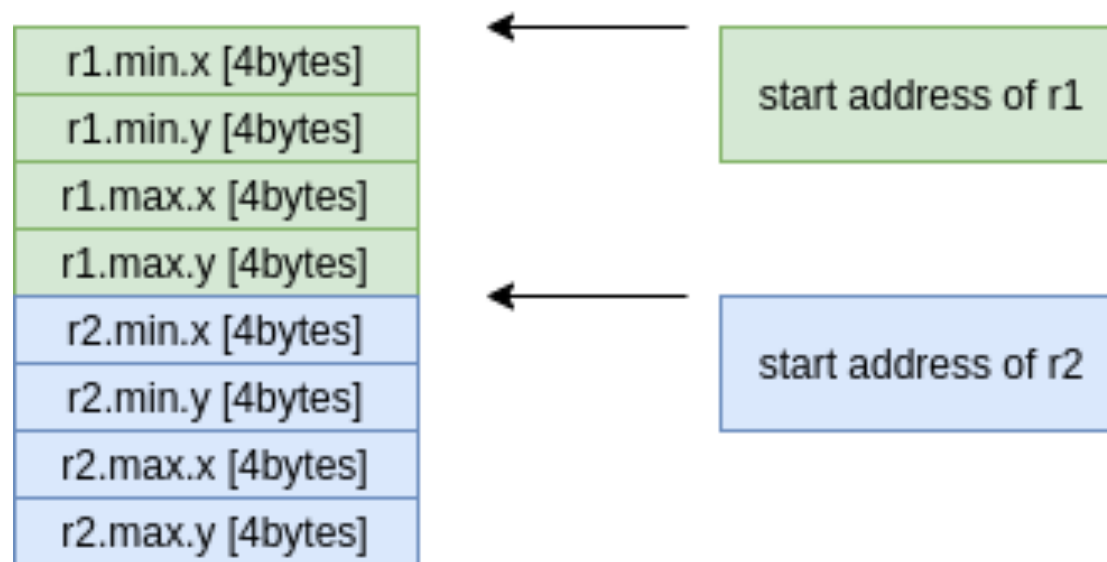 r1.min.x [4bytes]
r1.min.y [4bytes]
r1.max.x [4bytes]
r1.max.y [4bytes]
r2.min.x [4bytes]
r2.min.y [4bytes]
r2.max.x [4bytes]
r2.max.y [4bytes]
start address of r1
start address of r2